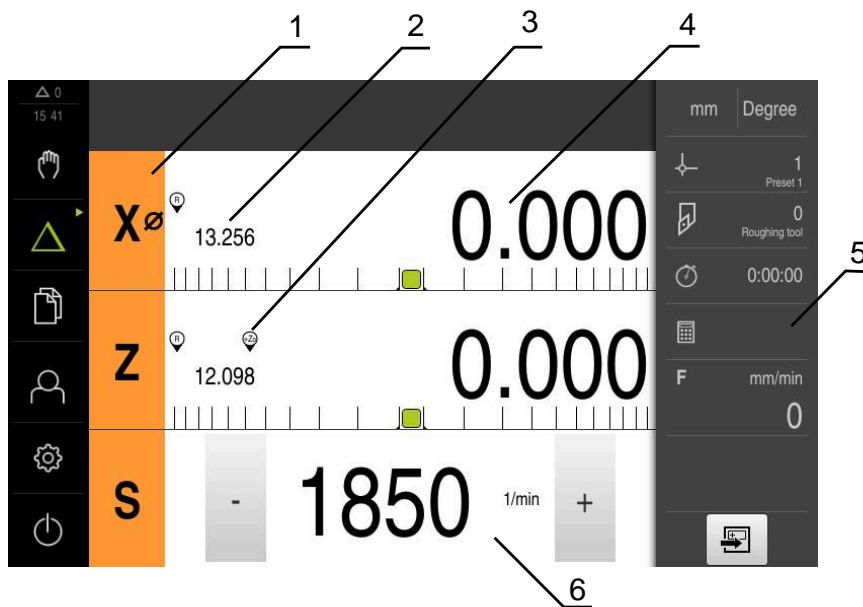 1 2 3 4
△ 0
15 41
mm Degree
1
Preset 1
X⌀
R
13.256
0.000
0
Roughing tool
5
0:00:00
Z
R +Z0
12.098
0.000
F mm/min
0
S - 1850 1/min +
6